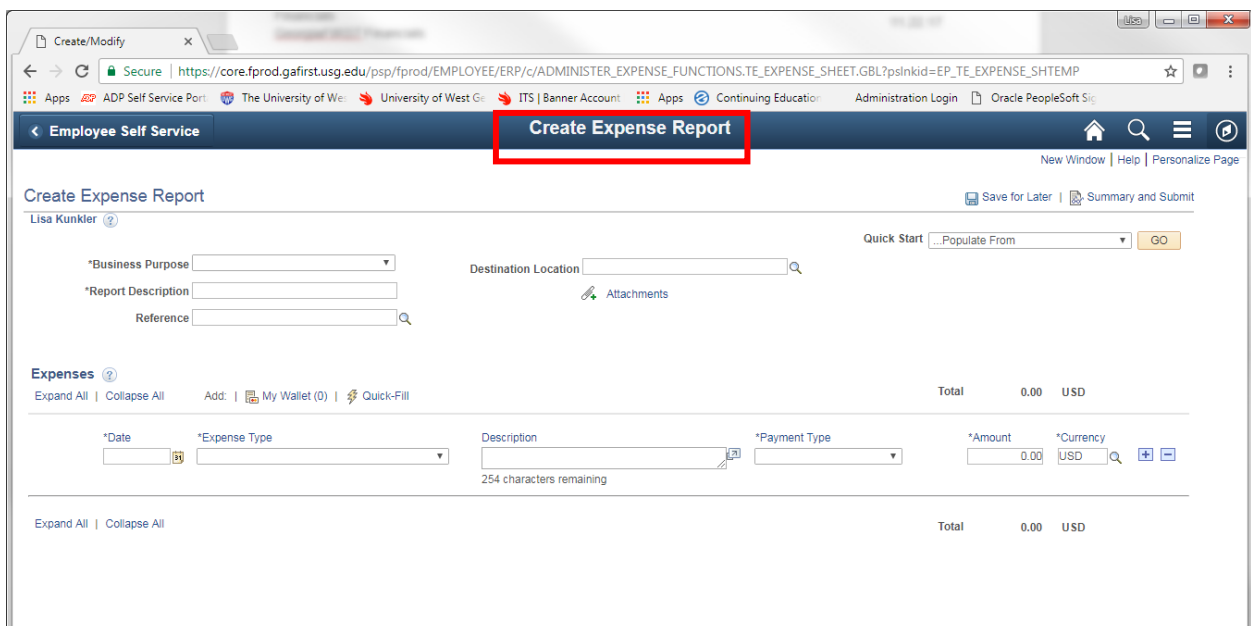 Lisa
Create/Modify
Secure | https://core.fprod.gafirst.usg.edu/psp/fprod/EMPLOYEE/ERP/c/ADMINISTER_EXPENSE_FUNCTIONS.TE_EXPENSE_SHEET.GBL?pslnkid=EP_TE_EXPENSE_SHTEMP
Apps ADP Self Service Port The University of We University of West Ge ITS | Banner Account Apps Continuing Education Administration Login Oracle PeopleSoft Sig
Employee Self Service Create Expense Report
New Window | Help | Personalize Page
Create Expense Report Save for Later | Summary and Submit
Lisa Kunkler ?
Quick Start ...Populate From GO
*Business Purpose Destination Location
*Report Description Attachments
Reference
Expenses ?
Expand All | Collapse All Add: | My Wallet (0) | Quick-Fill Total 0.00 USD
*Date *Expense Type Description *Payment Type *Amount *Currency
31 0.00 USD
254 characters remaining
Expand All | Collapse All Total 0.00 USD